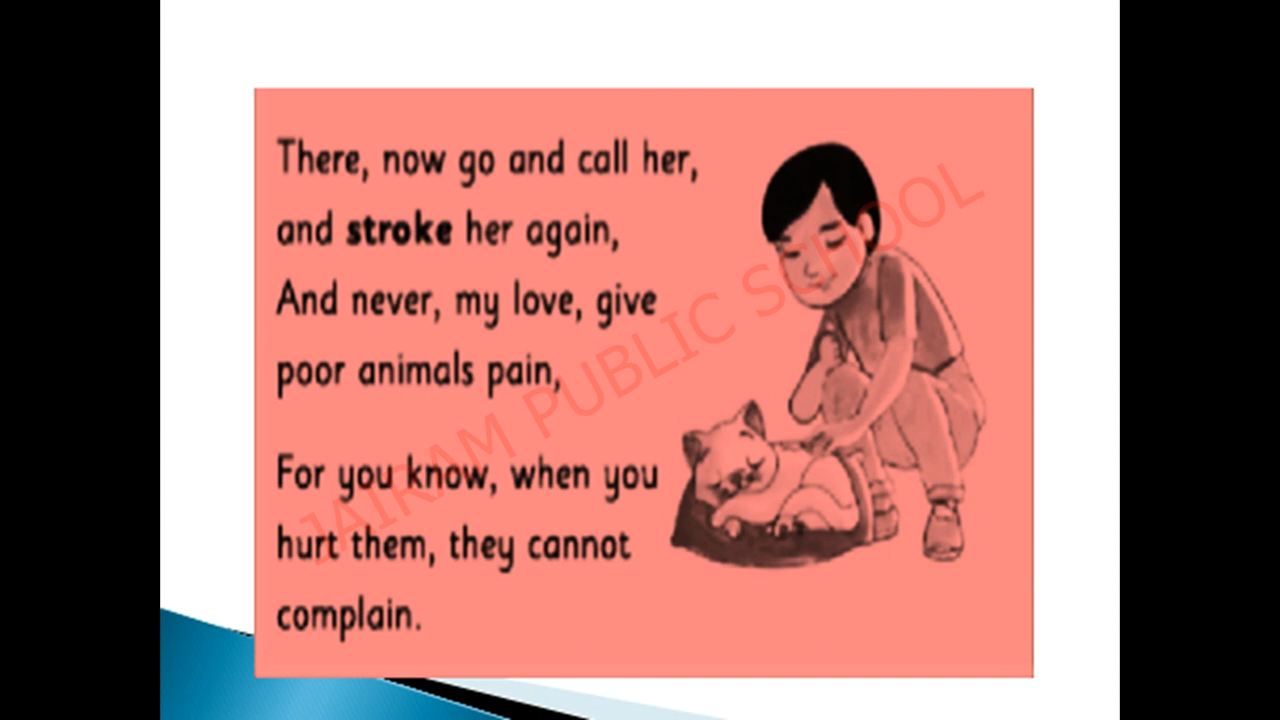 There, now go and call her,
and stroke her again,
And never, my love, give
poor animals pain,
For you know, when you
hurt them, they cannot
complain.
JAIRAM PUBLIC SCHOOL